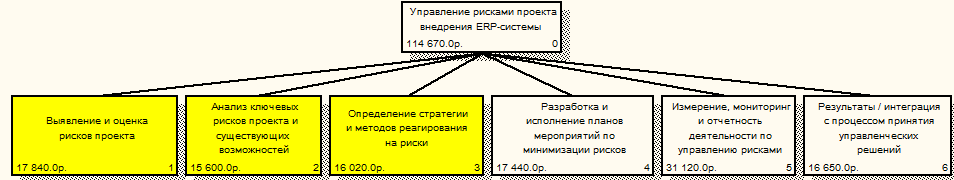 Управление рисками проекта
внедрения ERP-системы
114 670.0р. 0
Выявление и оценка
рисков проекта
17 840.0р. 1
Анализ ключевых
рисков проекта и
существующих
возможностей
15 600.0р. 2
Определение стратегии
и методов реагирования
на риски
16 020.0р. 3
Разработка и
исполнение планов
мероприятий по
минимизации рисков
17 440.0р. 4
Измерение, мониторинг
и отчетность
деятельности по
управлению рисками
31 120.0р. 5
Результаты / интеграция
с процессом принятия
управленческих
решений
16 650.0р. 6